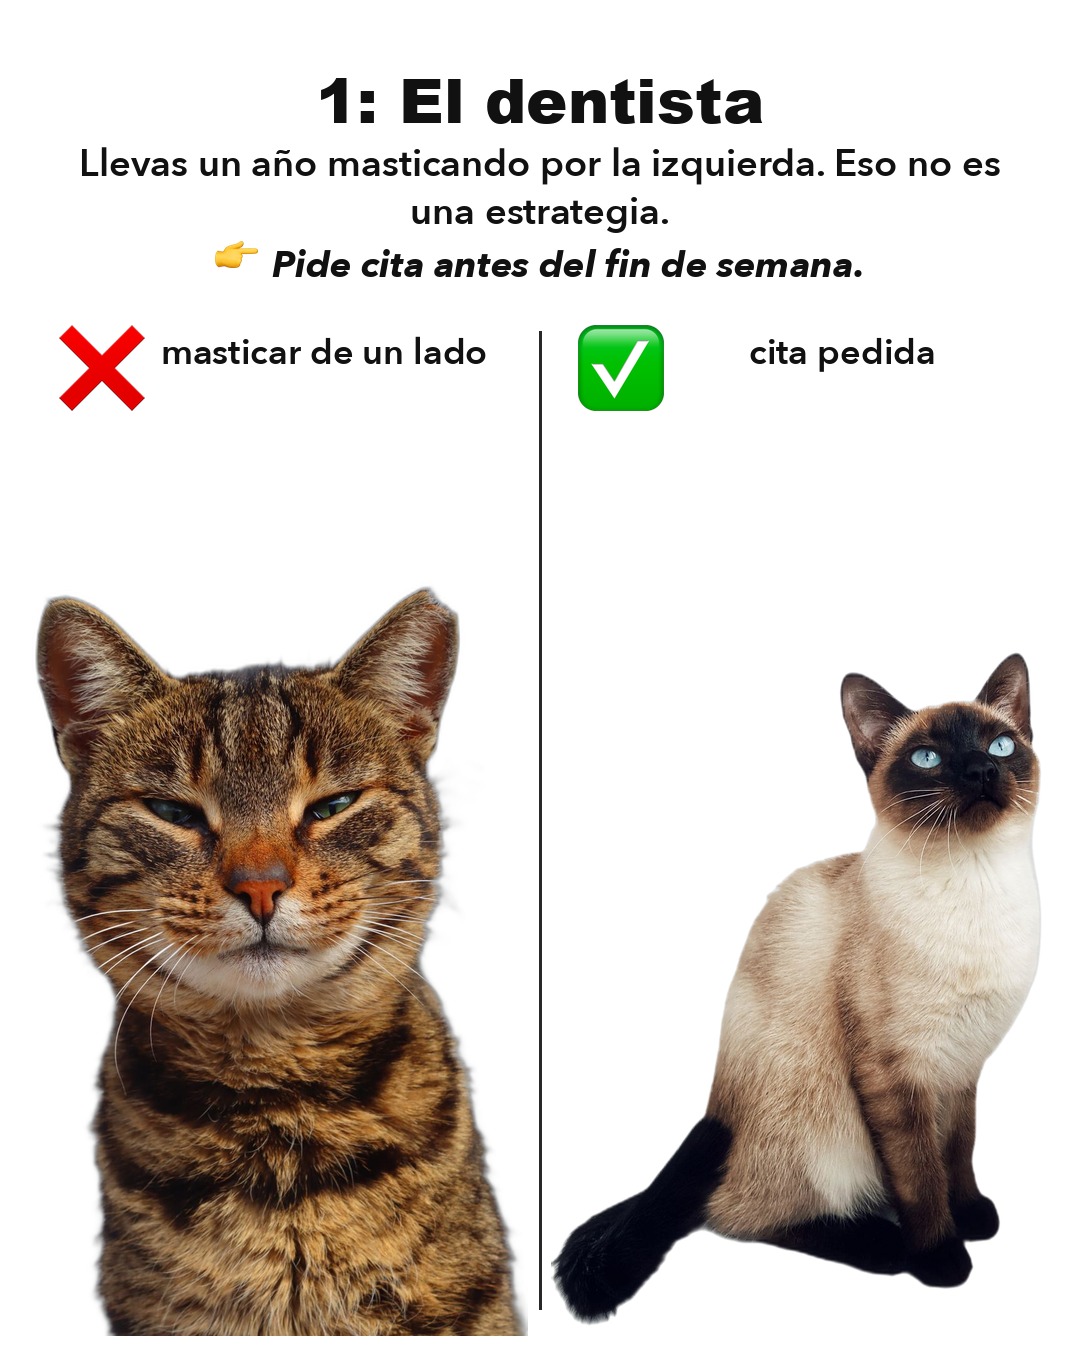 1: El dentista
Llevas un año masticando por la izquierda. Eso no es
una estrategia.
👉 Pide cita antes del fin de semana.
❌ masticar de un lado
✅ cita pedida